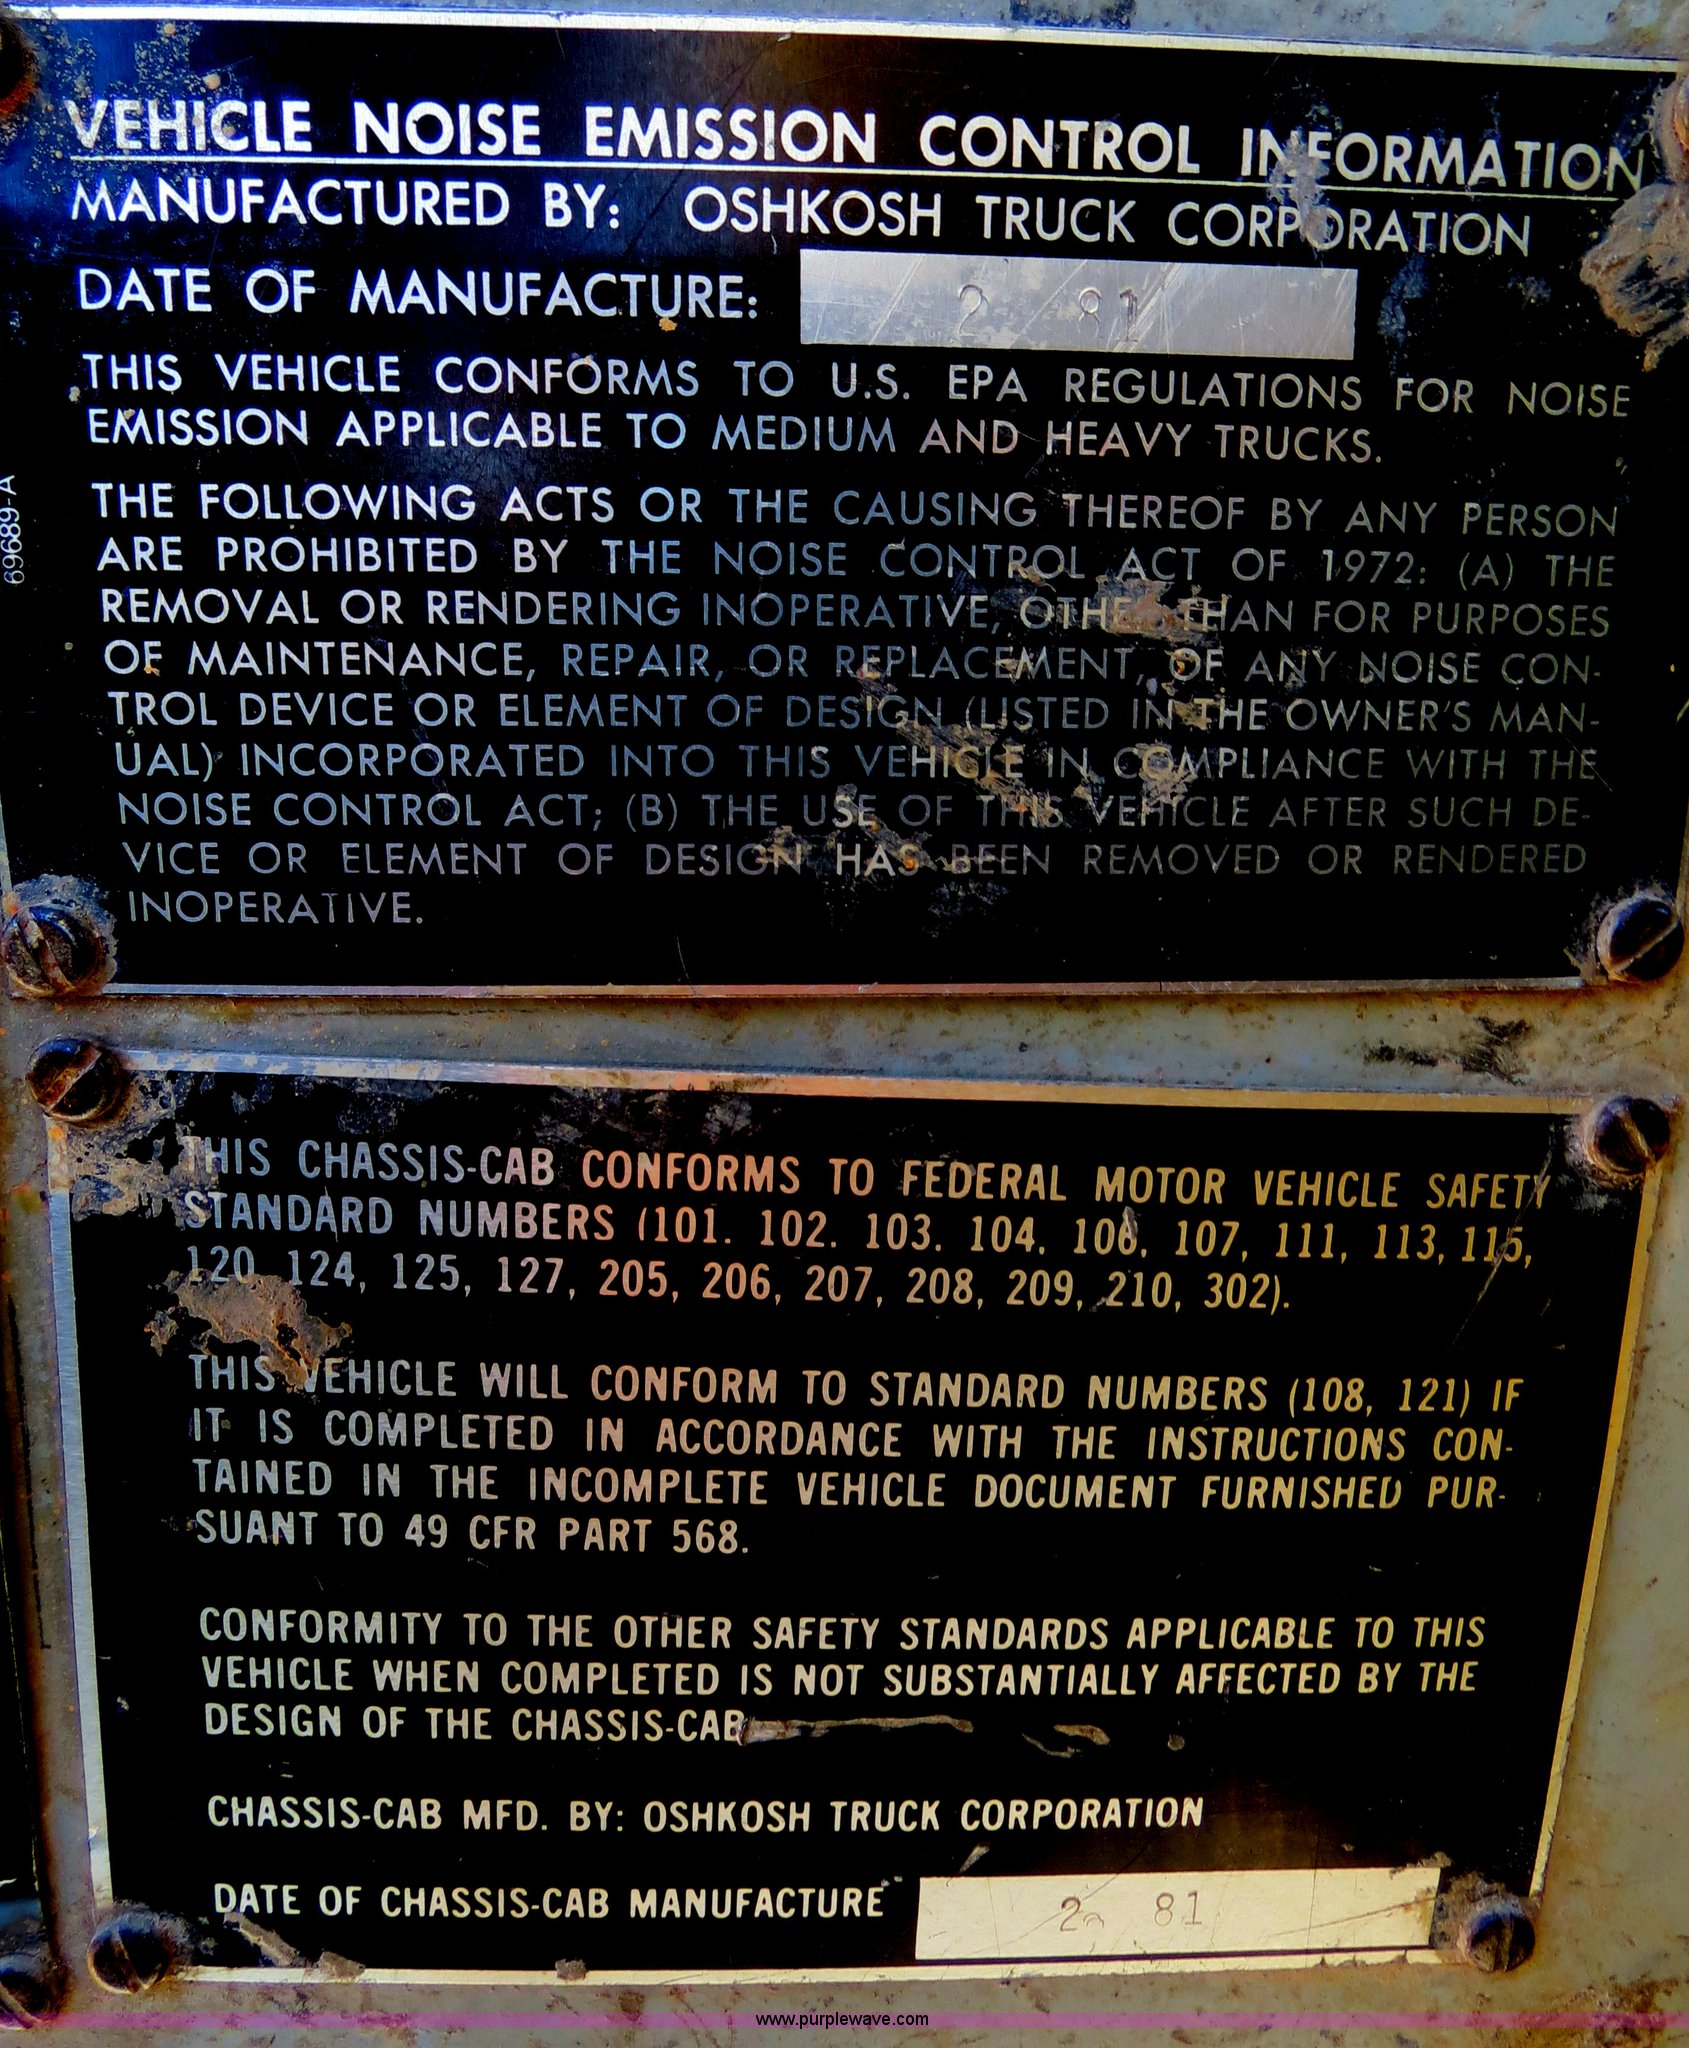 VEHICLE NOISE EMISSION CONTROL INFORMATION
MANUFACTURED BY: OSHKOSH TRUCK CORPORATION
DATE OF MANUFACTURE: 2 81
THIS VEHICLE CONFORMS TO U.S. EPA REGULATIONS FOR NOISE
EMISSION APPLICABLE TO MEDIUM AND HEAVY TRUCKS.
THE FOLLOWING ACTS OR THE CAUSING THEREOF BY ANY PERSON
ARE PROHIBITED BY THE NOISE CONTROL ACT OF 1972: (A) THE
REMOVAL OR RENDERING INOPERATIVE, OTHER THAN FOR PURPOSES
OF MAINTENANCE, REPAIR, OR REPLACEMENT, OF ANY NOISE CON-
TROL DEVICE OR ELEMENT OF DESIGN (LISTED IN THE OWNER'S MAN-
UAL) INCORPORATED INTO THIS VEHICLE IN COMPLIANCE WITH THE
NOISE CONTROL ACT; (B) THE USE OF THIS VEHICLE AFTER SUCH DE-
VICE OR ELEMENT OF DESIGN HAS BEEN REMOVED OR RENDERED
INOPERATIVE.
69689-A
THIS CHASSIS-CAB CONFORMS TO FEDERAL MOTOR VEHICLE SAFETY
STANDARD NUMBERS (101. 102. 103. 104. 106, 107, 111, 113, 115,
120, 124, 125, 127, 205, 206, 207, 208, 209, 210, 302).
THIS VEHICLE WILL CONFORM TO STANDARD NUMBERS (108, 121) IF
IT IS COMPLETED IN ACCORDANCE WITH THE INSTRUCTIONS CON-
TAINED IN THE INCOMPLETE VEHICLE DOCUMENT FURNISHED PUR-
SUANT TO 49 CFR PART 568.
CONFORMITY TO THE OTHER SAFETY STANDARDS APPLICABLE TO THIS
VEHICLE WHEN COMPLETED IS NOT SUBSTANTIALLY AFFECTED BY THE
DESIGN OF THE CHASSIS-CAB
CHASSIS-CAB MFD. BY: OSHKOSH TRUCK CORPORATION
DATE OF CHASSIS-CAB MANUFACTURE 2 81
www.purplewave.com